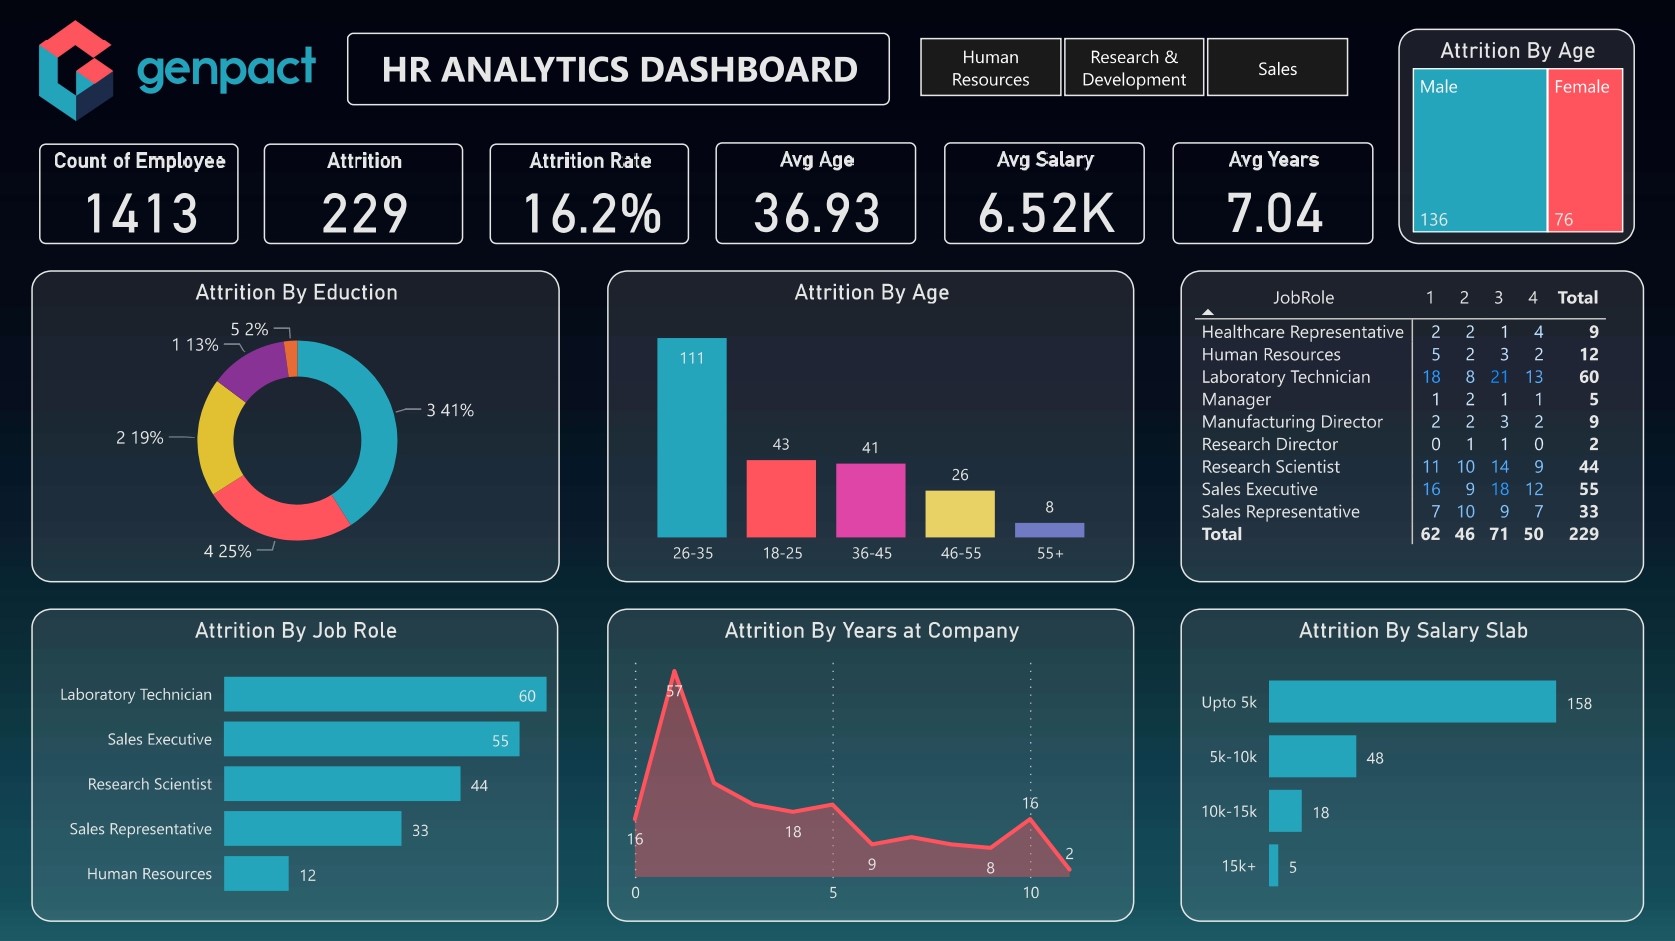 genpact
HR ANALYTICS DASHBOARD
Human
Resources
Research &
Development
Sales
Attrition By Age
Male
Female
136
76
Count of Employee
1413
Attrition
229
Attrition Rate
16.2%
Avg Age
36.93
Avg Salary
6.52K
Avg Years
7.04
Attrition By Eduction
5 2%
1 13%
3 41%
2 19%
4 25%
Attrition By Age
111
43
41
26
8
26-35 18-25 36-45 46-55 55+
JobRole 1 2 3 4 Total
Healthcare Representative 2 2 1 4 9
Human Resources 5 2 3 2 12
Laboratory Technician 18 8 21 13 60
Manager 1 2 1 1 5
Manufacturing Director 2 2 3 2 9
Research Director 0 1 1 0 2
Research Scientist 11 10 14 9 44
Sales Executive 16 9 18 12 55
Sales Representative 7 10 9 7 33
Total 62 46 71 50 229
Attrition By Job Role
Laboratory Technician 60
Sales Executive 55
Research Scientist 44
Sales Representative 33
Human Resources 12
Attrition By Years at Company
57
16
18
9
8
16
2
0 5 10
Attrition By Salary Slab
Upto 5k 158
5k-10k 48
10k-15k 18
15k+ 5